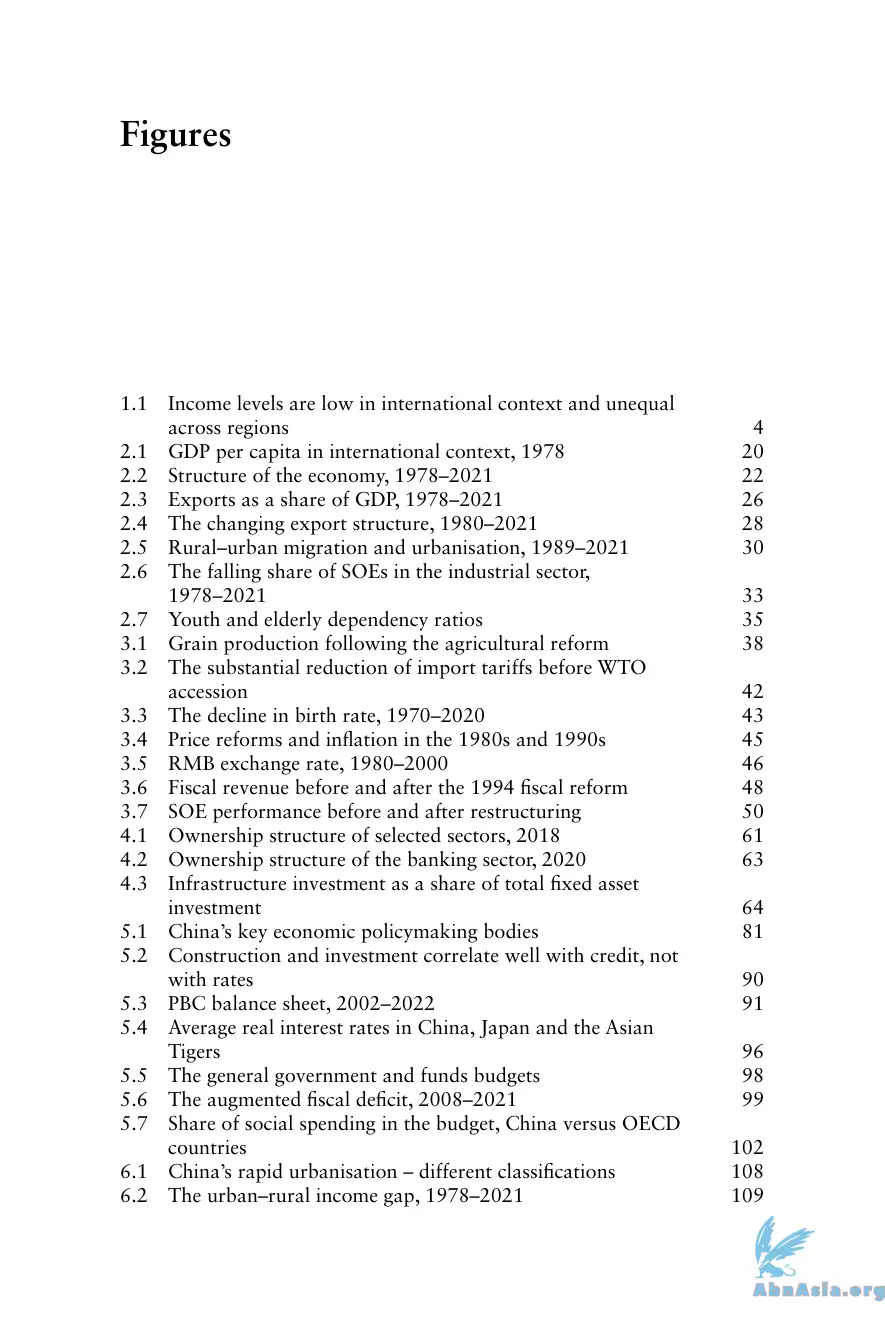 Figures
1.1 Income levels are low in international context and unequal
across regions 4
2.1 GDP per capita in international context, 1978 20
2.2 Structure of the economy, 1978–2021 22
2.3 Exports as a share of GDP, 1978–2021 26
2.4 The changing export structure, 1980–2021 28
2.5 Rural–urban migration and urbanisation, 1989–2021 30
2.6 The falling share of SOEs in the industrial sector,
1978–2021 33
2.7 Youth and elderly dependency ratios 35
3.1 Grain production following the agricultural reform 38
3.2 The substantial reduction of import tariffs before WTO
accession 42
3.3 The decline in birth rate, 1970–2020 43
3.4 Price reforms and inflation in the 1980s and 1990s 45
3.5 RMB exchange rate, 1980–2000 46
3.6 Fiscal revenue before and after the 1994 fiscal reform 48
3.7 SOE performance before and after restructuring 50
4.1 Ownership structure of selected sectors, 2018 61
4.2 Ownership structure of the banking sector, 2020 63
4.3 Infrastructure investment as a share of total fixed asset
investment 64
5.1 China’s key economic policymaking bodies 81
5.2 Construction and investment correlate well with credit, not
with rates 90
5.3 PBC balance sheet, 2002–2022 91
5.4 Average real interest rates in China, Japan and the Asian
Tigers 96
5.5 The general government and funds budgets 98
5.6 The augmented fiscal deficit, 2008–2021 99
5.7 Share of social spending in the budget, China versus OECD
countries 102
6.1 China’s rapid urbanisation – different classifications 108
6.2 The urban–rural income gap, 1978–2021 109
AbnAsia.org